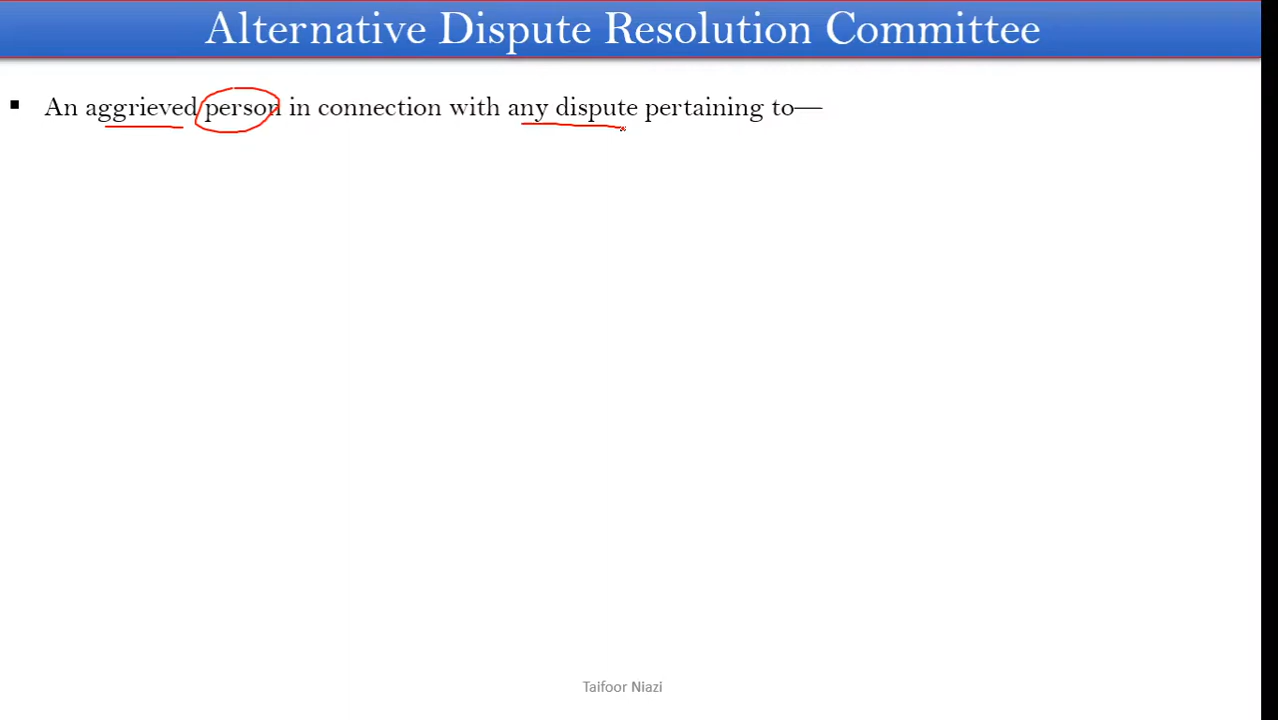 Alternative Dispute Resolution Committee
▪ An aggrieved person in connection with any dispute pertaining to—
Taifoor Niazi